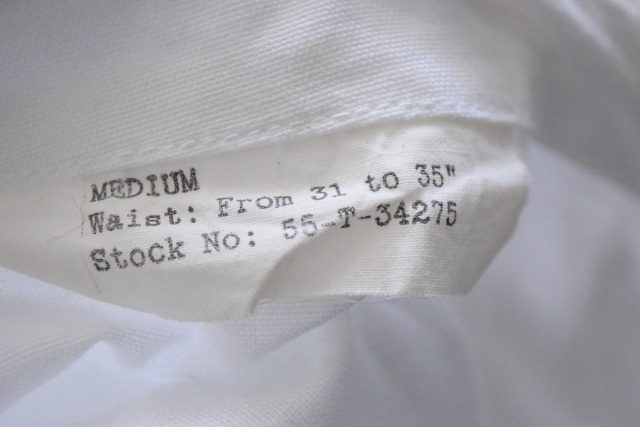 MEDIUM
Waist: From 31 to 35"
Stock No: 55-T-34275